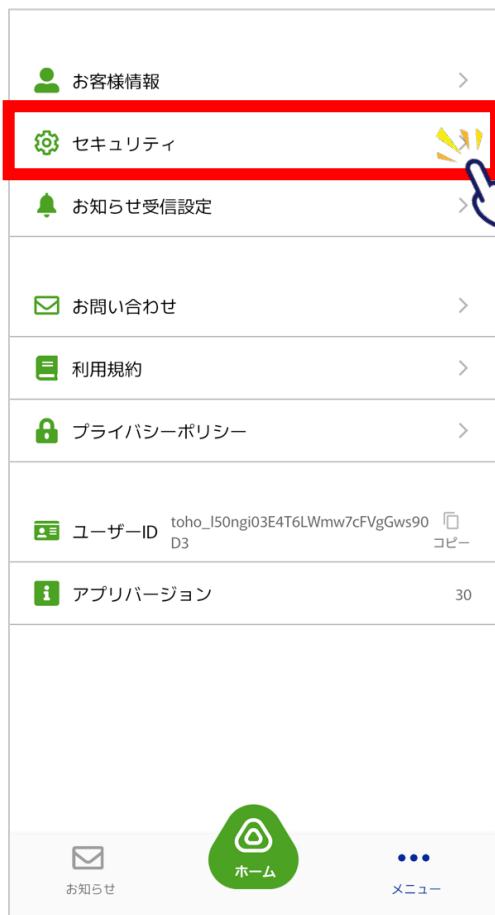 お客様情報
セキュリティ
お知らせ受信設定
お問い合わせ
利用規約
プライバシーポリシー
ユーザーID
toho_l50ngi03E4T6LWmw7cFVgGws90
D3
コピー
アプリバージョン
30
お知らせ
ホーム
メニュー